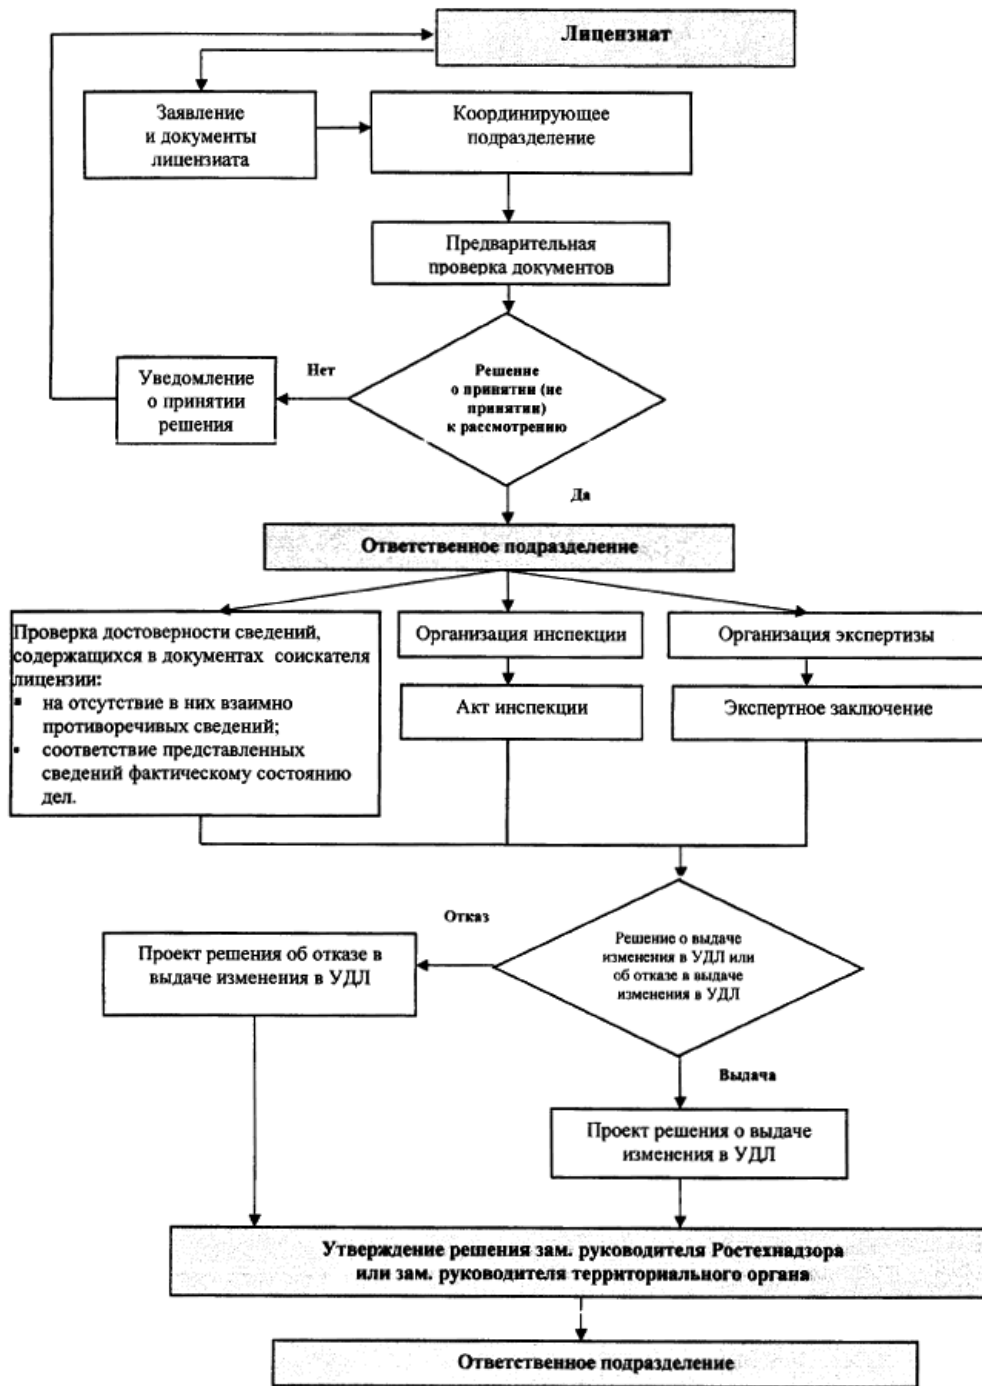 Лицензиат
Заявление
и документы
лицензиата
Координирующее
подразделение
Предварительная
проверка документов
Решение
о принятии (не
принятии)
к рассмотрению
Нет
Уведомление
о принятии
решения
Да
Ответственное подразделение
Проверка достоверности сведений,
содержащихся в документах соискателя
лицензии:
▪ на отсутствие в них взаимно
противоречивых сведений;
• соответствие представленных
сведений фактическому состоянию
дел.
Организация инспекции
Организация экспертизы
Акт инспекции
Экспертное заключение
Решение о выдаче
изменения в УДЛ или
об отказе в выдаче
изменения в УДЛ
Отказ
Проект решения об отказе в
выдаче изменения в УДЛ
Выдача
Проект решения о выдаче
изменения в УДЛ
Утверждение решения зам. руководителя Ростехнадзора
или зам. руководителя территориального органа
Ответственное подразделение